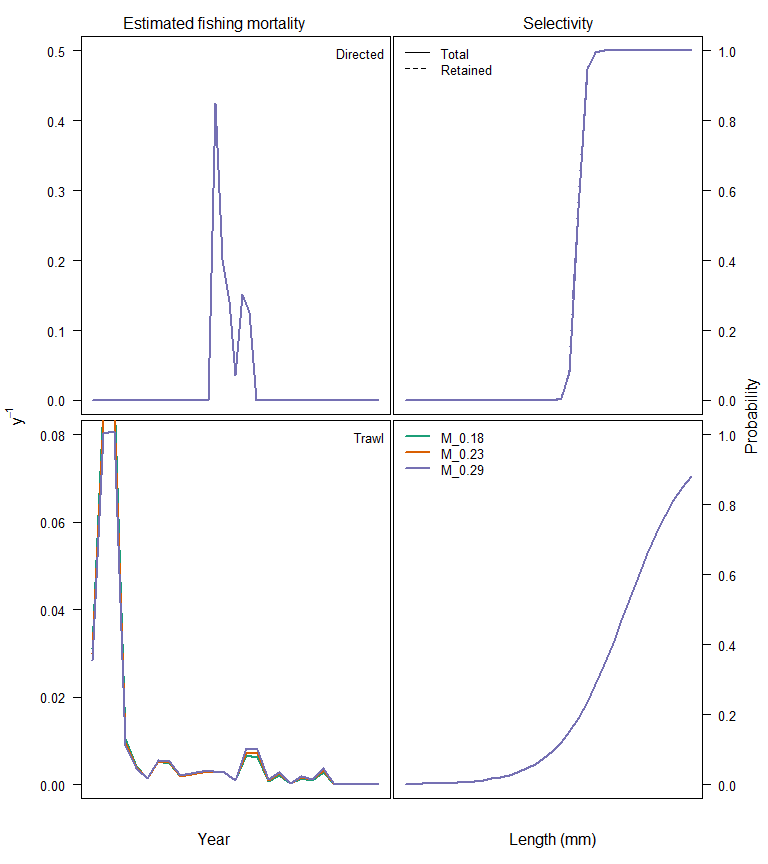 Estimated fishing mortality
Selectivity
Directed
Total
Retained
0.5
0.4
0.3
0.2
0.1
0.0
1.0
0.8
0.6
0.4
0.2
0.0
y⁻¹
Probability
Trawl
M_0.18
M_0.23
M_0.29
0.08
0.06
0.04
0.02
0.00
1.0
0.8
0.6
0.4
0.2
0.0
Year
Length (mm)